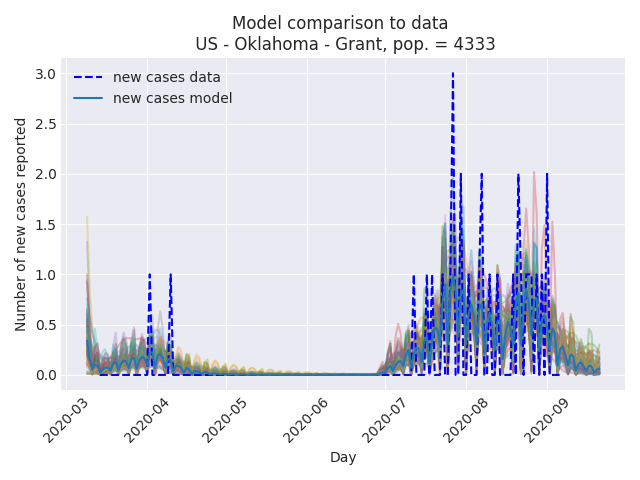 Model comparison to data
US - Oklahoma - Grant, pop. = 4333
new cases data
new cases model
Number of new cases reported
3.0
2.5
2.0
1.5
1.0
0.5
0.0
2020-03
2020-04
2020-05
2020-06
2020-07
2020-08
2020-09
Day